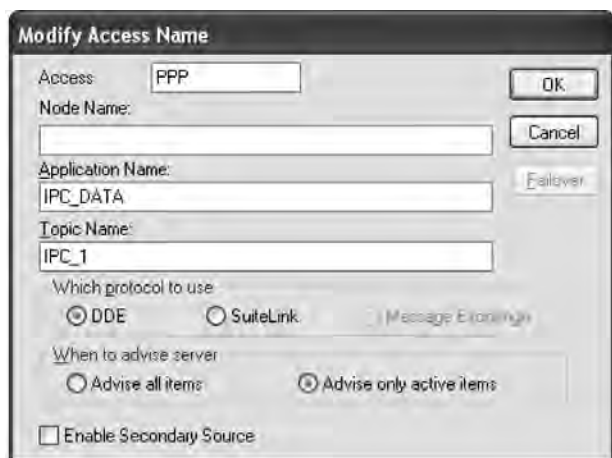 Modify Access Name
Access PPP
OK
Node Name:
Cancel
Application Name:
Failover
IPC_DATA
Topic Name:
IPC_1
Which protocol to use
DDE SuiteLink Message Exchange
When to advise server
Advise all items Advise only active items
Enable Secondary Source